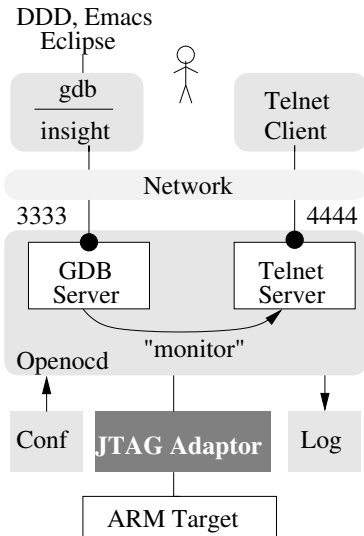 DDD, Emacs
Eclipse
gdb
insight
Telnet
Client
Network
3333
4444
GDB
Server
Telnet
Server
"monitor"
Openocd
Conf
JTAG Adaptor
Log
ARM Target